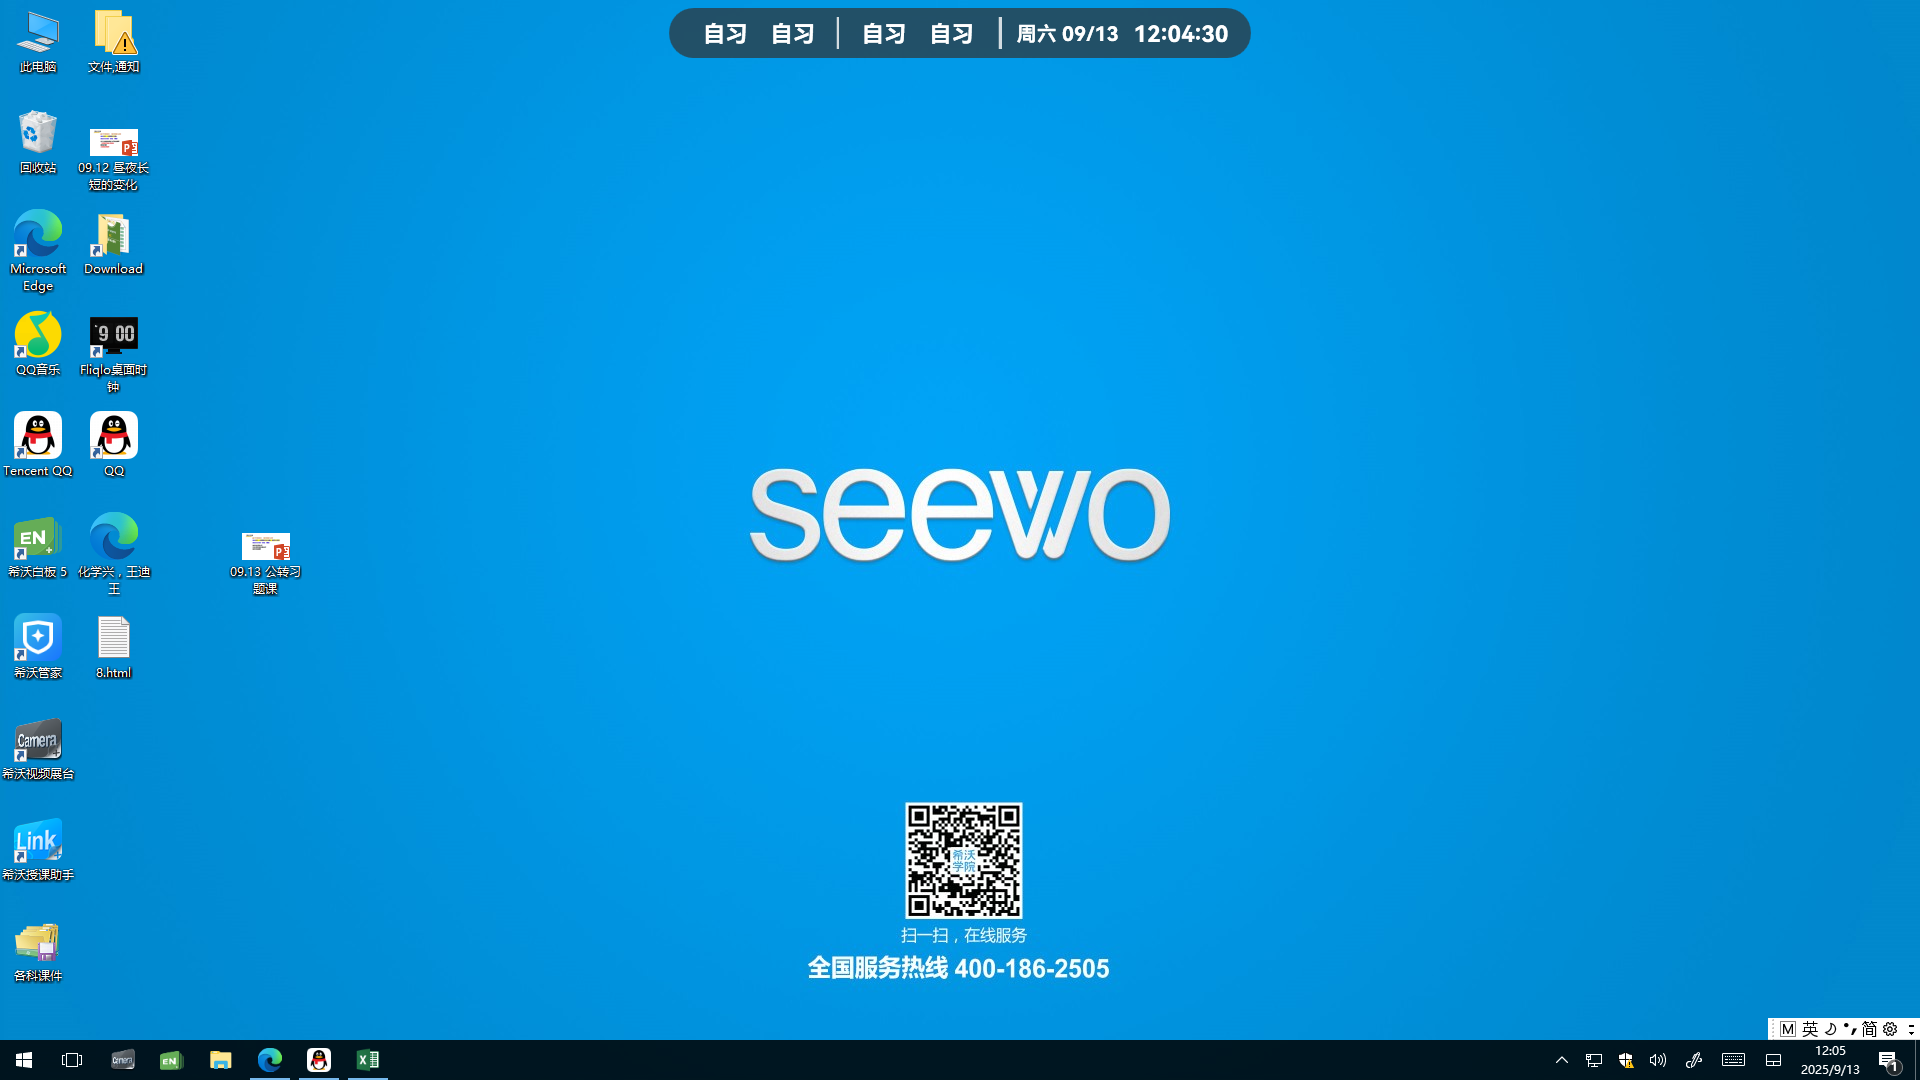 自习 自习 自习 自习 周六 09/13 12:04:30
此电脑
文件,通知
回收站
09.12 昼夜长
短的变化
Microsoft
Edge
Download
QQ音乐
9 00
Fliqlo桌面时
钟
Tencent QQ
QQ
EN
希沃白板 5
化学兴，王迪
王
09.13 公转习
题课
希沃管家
8.html
Camera
希沃视频展台
Link
希沃授课助手
各科课件
seewo
希沃
学院
扫一扫，在线服务
全国服务热线 400-186-2505
M 英 简
Camera
EN
12:05
2025/9/13
1